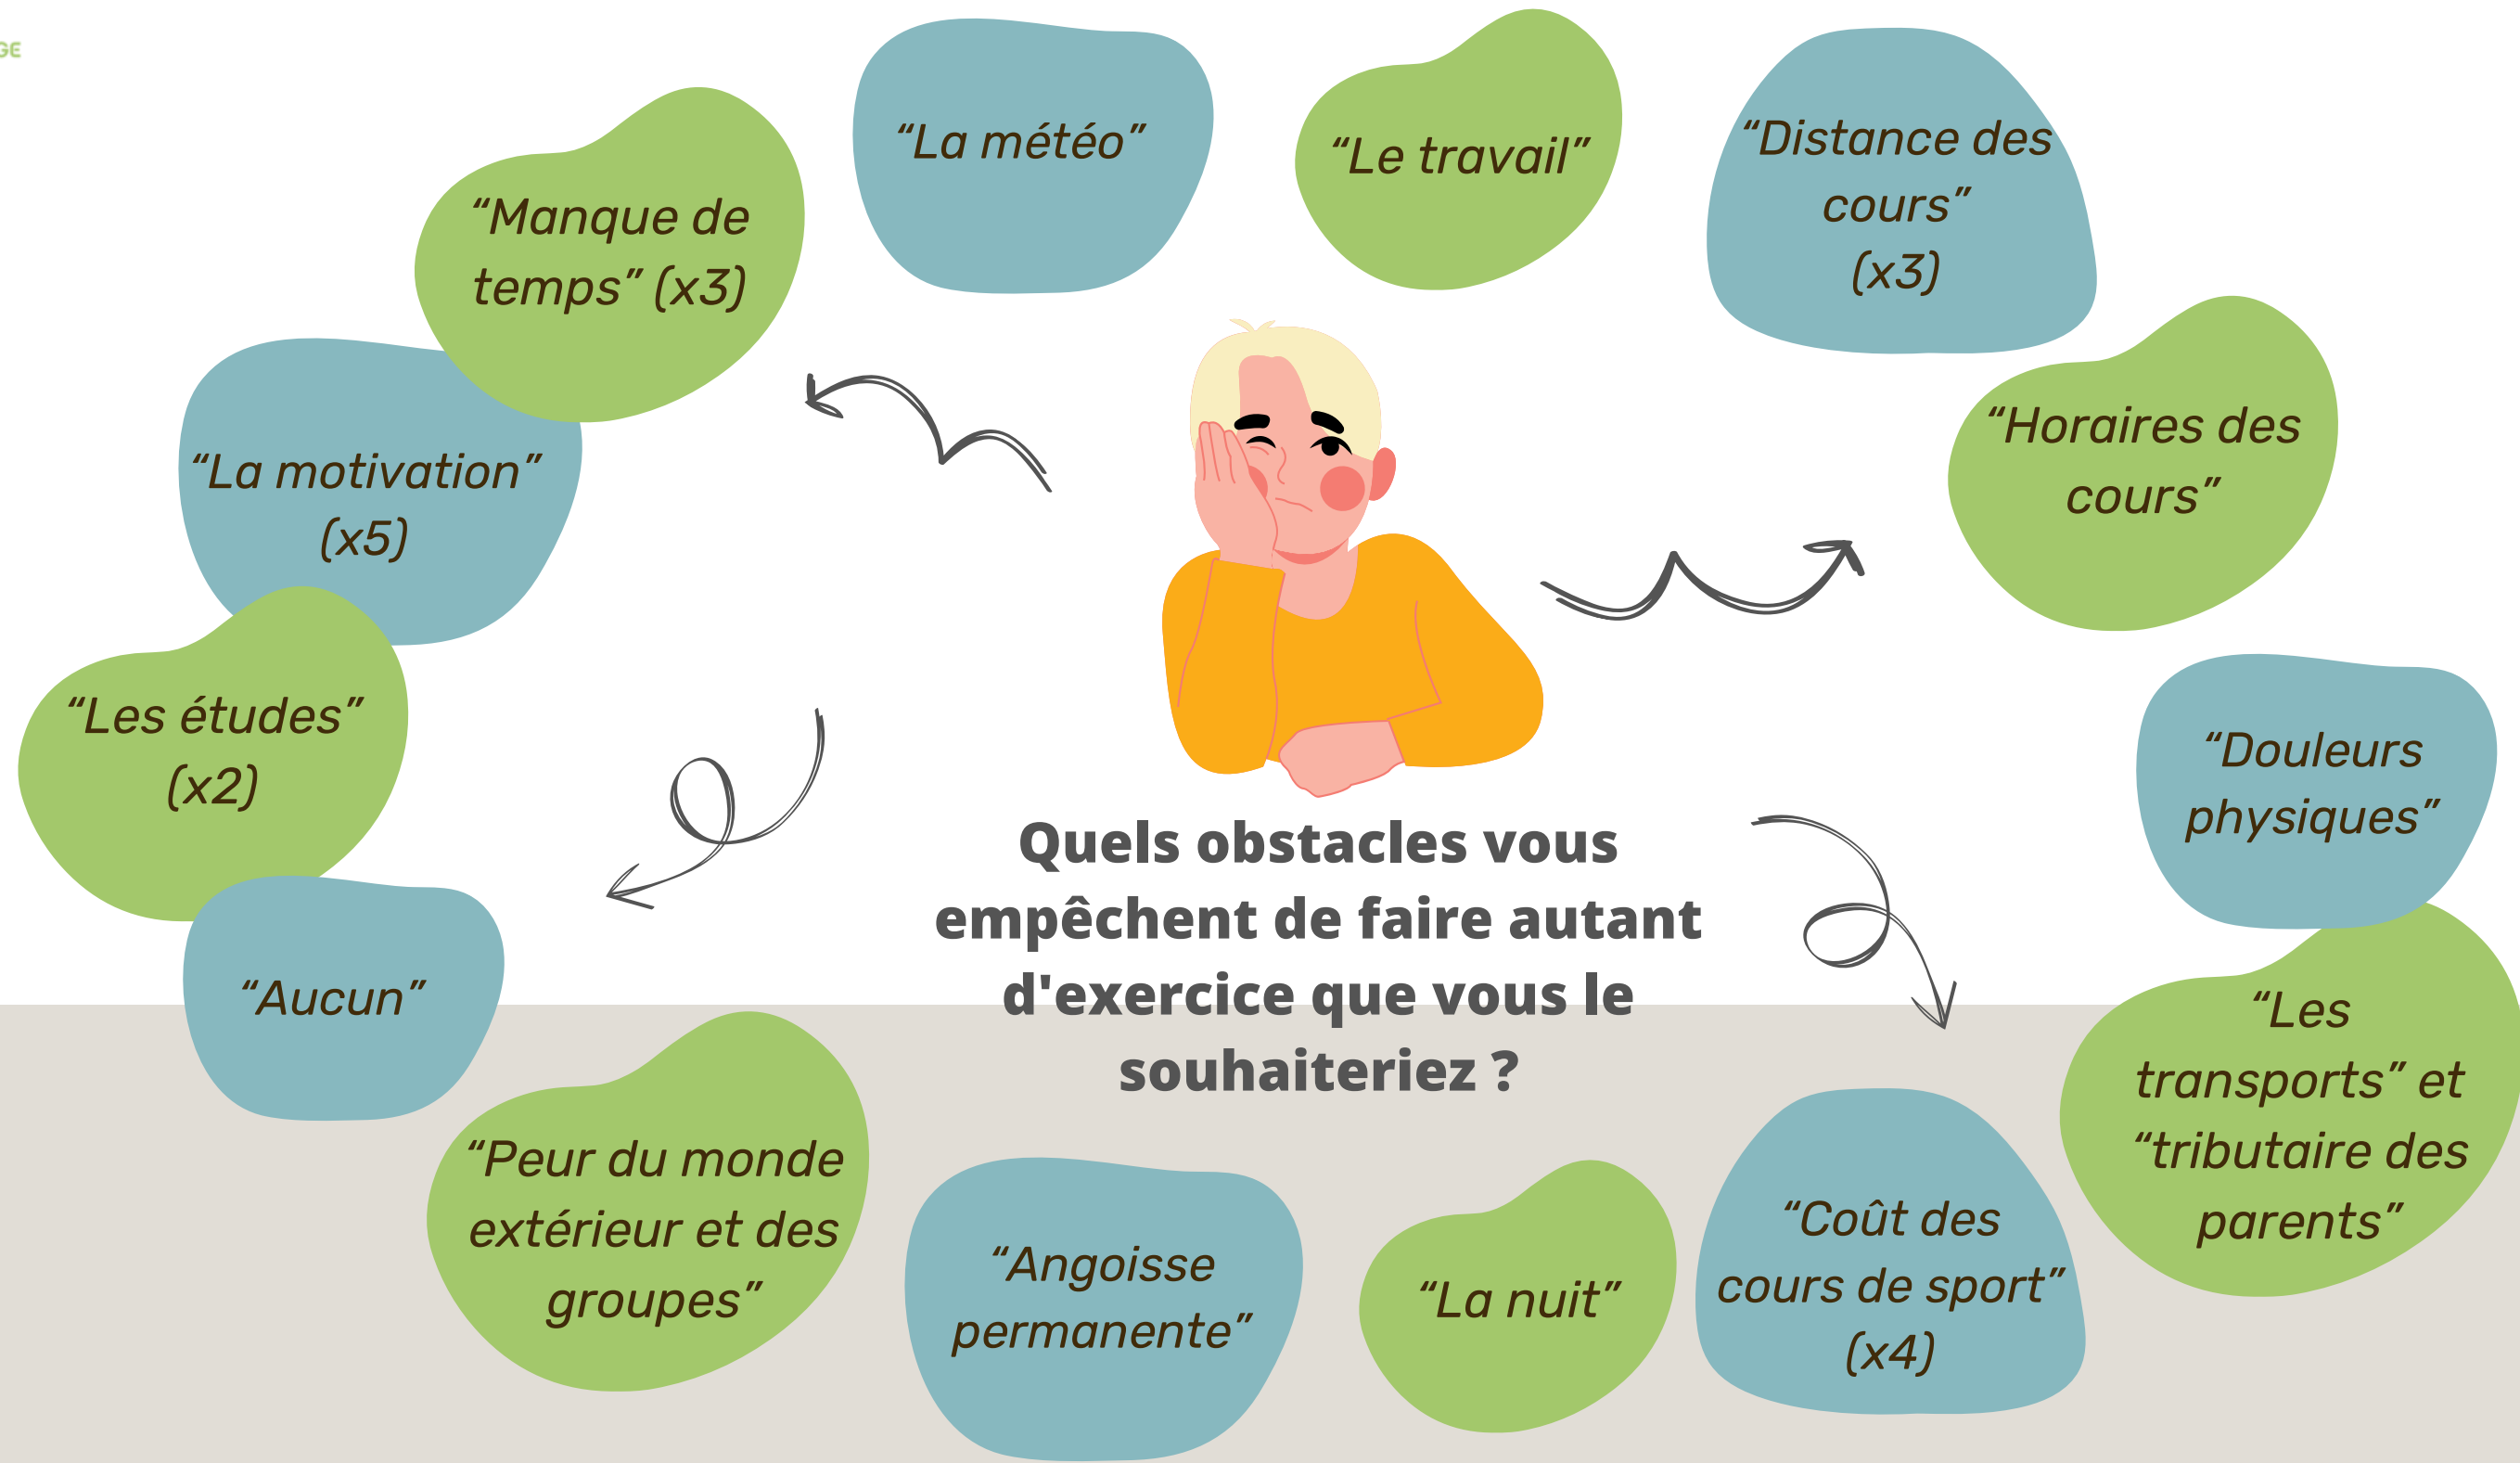 GE
“La météo”
“Le travail”
“Distance des
cours”
(x3)
“Manque de
temps” (x3)
“Horaires des
cours”
“La motivation”
(x5)
“Les études”
(x2)
“Douleurs
physiques”
Quels obstacles vous
empêchent de faire autant
d'exercice que vous le
souhaiteriez ?
“Aucun”
“Les
transports” et
“tributaire des
parents”
“Peur du monde
extérieur et des
groupes”
“Angoisse
permanente”
“La nuit”
“Coût des
cours de sport”
(x4)